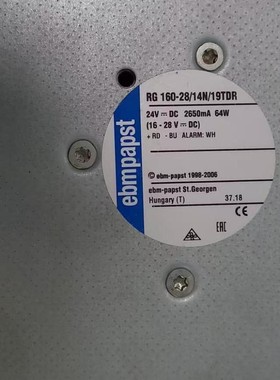 ebmpapst
RG 160-28/14N/19TDR
24V ⎓ DC 2650mA 64W
(16 - 28 V ⎓ DC)
+ RD - BU ALARM: WH
© ebm-papst 1998-2006
ebm-papst St.Georgen
Hungary (T) 37.18
EAC CE